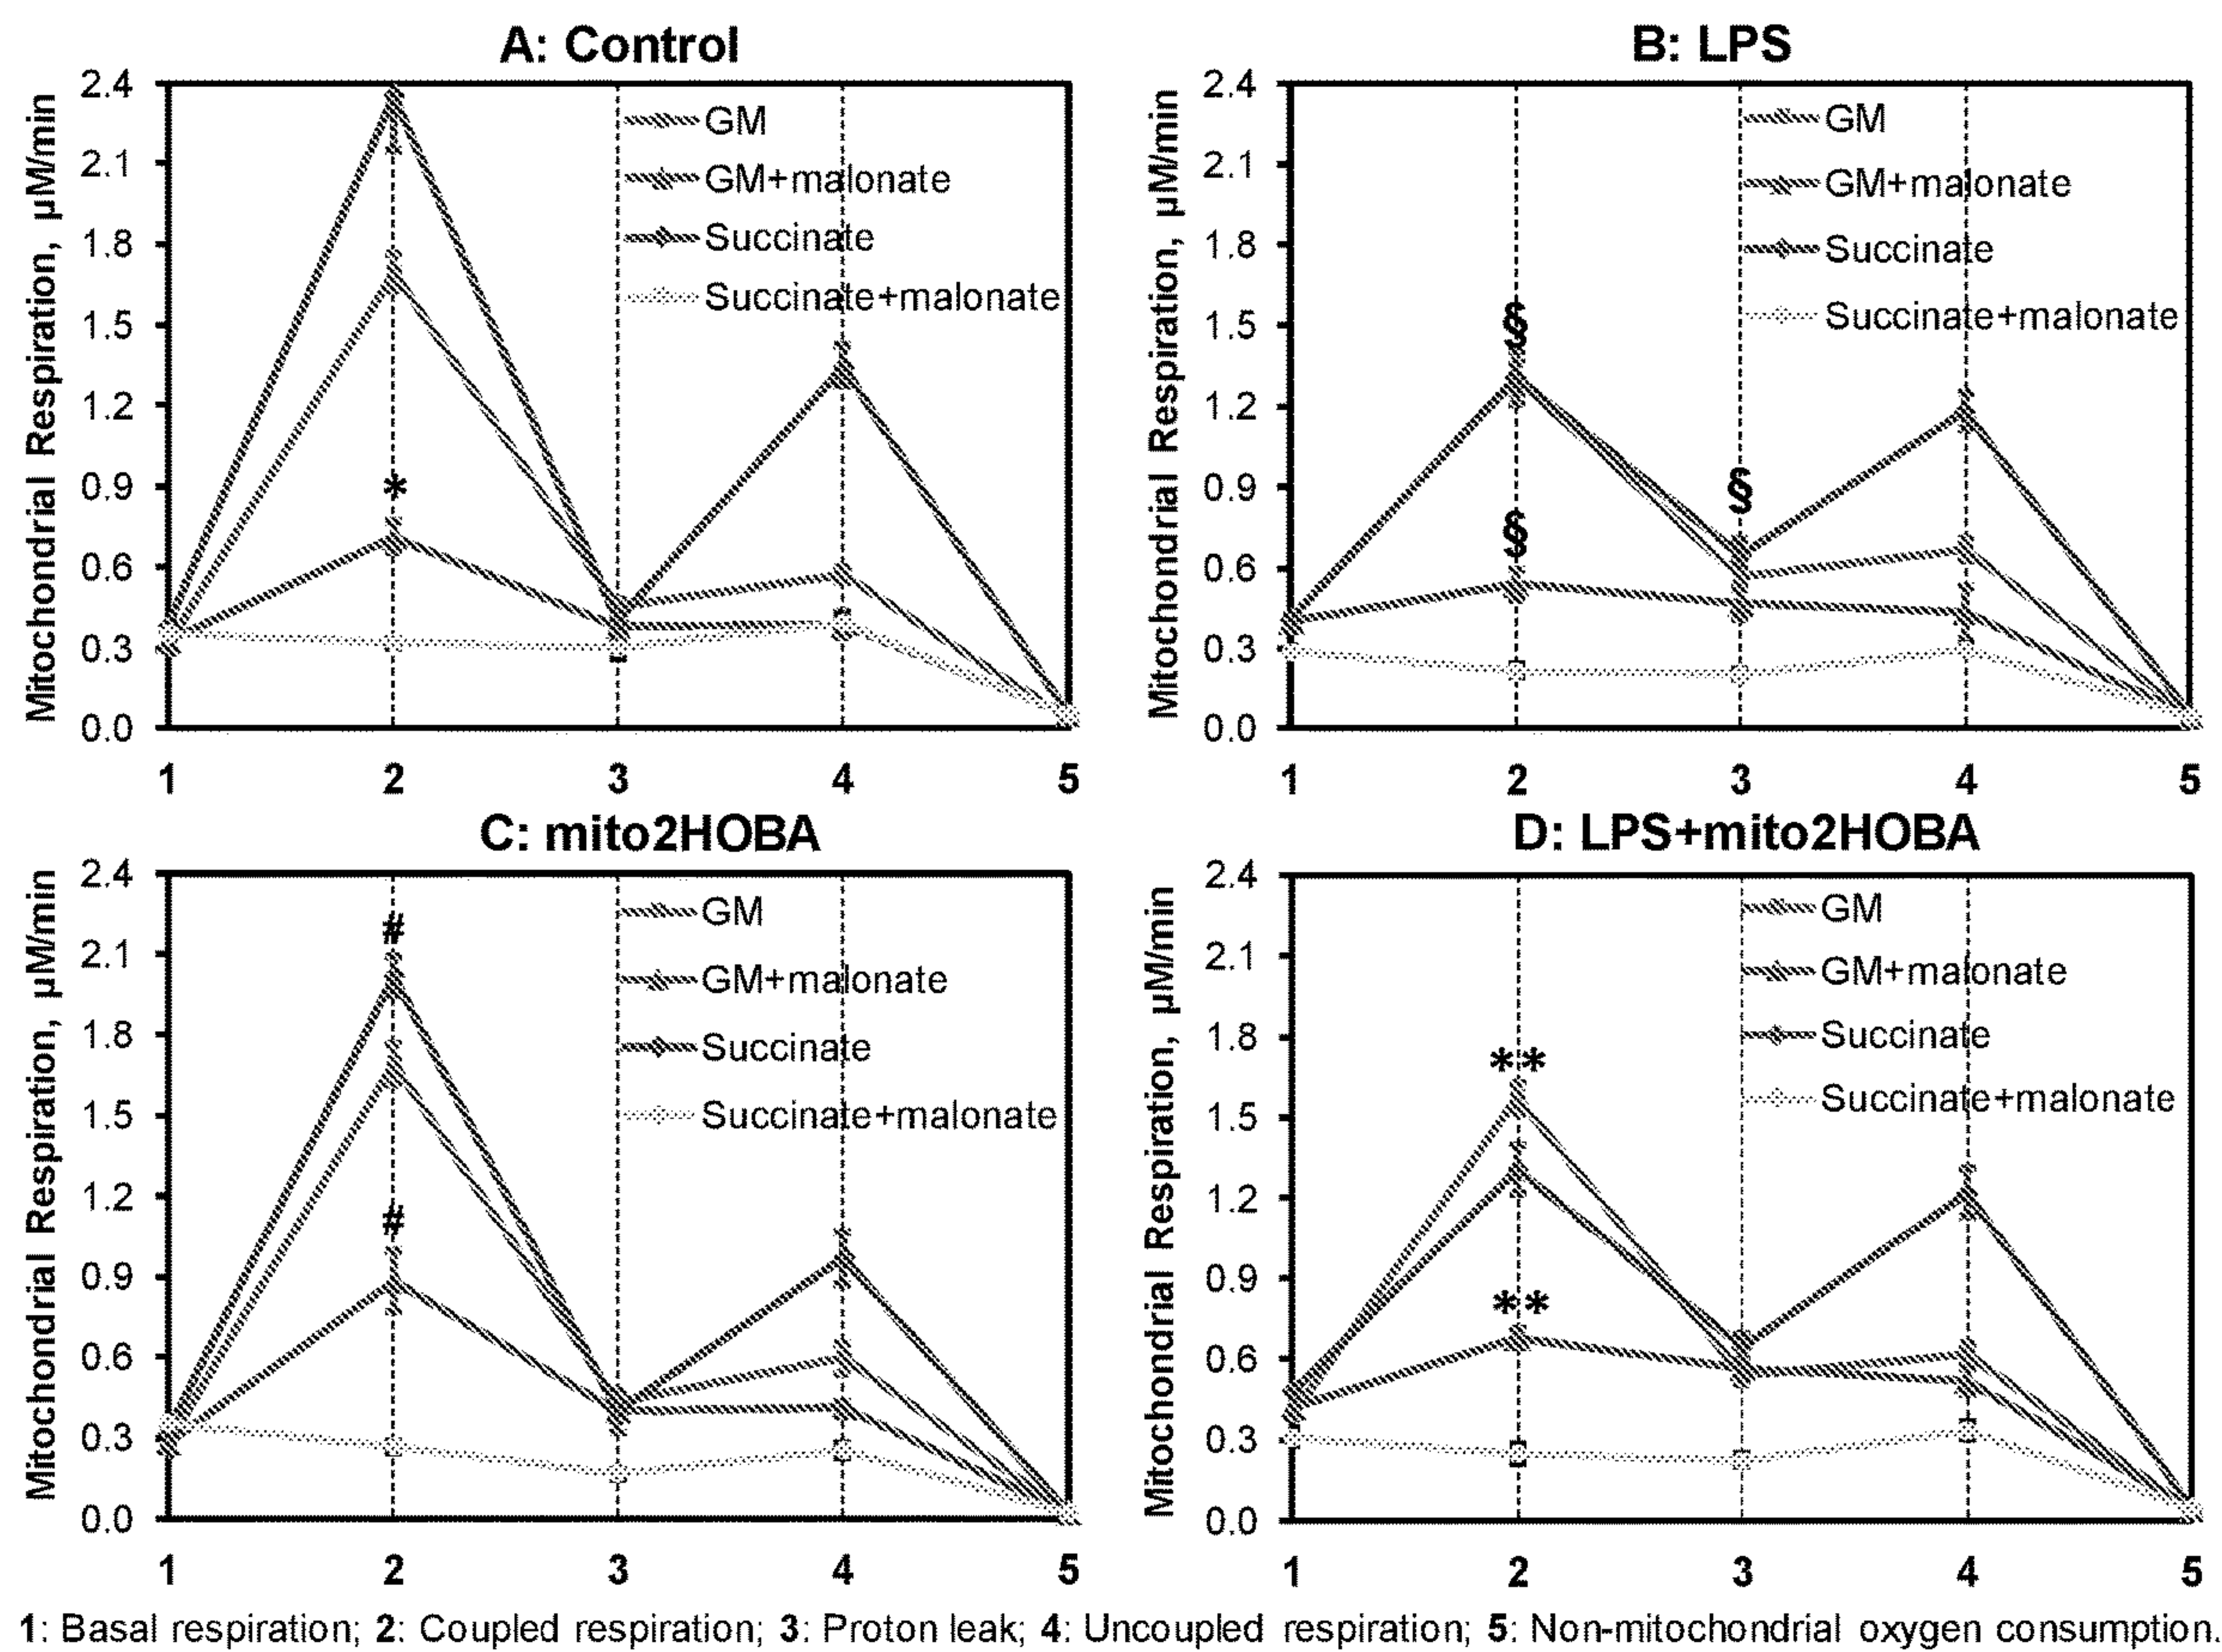 A: Control
Mitochondrial Respiration, µM/min
2.4
2.1
1.8
1.5
1.2
0.9
0.6
0.3
0.0
GM
GM+malonate
Succinate
Succinate+malonate
*
1 2 3 4 5
B: LPS
Mitochondrial Respiration, µM/min
2.4
2.1
1.8
1.5
1.2
0.9
0.6
0.3
0.0
GM
GM+malonate
Succinate
Succinate+malonate
§
§
§
1 2 3 4 5
C: mito2HOBA
Mitochondrial Respiration, µM/min
2.4
2.1
1.8
1.5
1.2
0.9
0.6
0.3
0.0
GM
GM+malonate
Succinate
Succinate+malonate
#
#
1 2 3 4 5
D: LPS+mito2HOBA
Mitochondrial Respiration, µM/min
2.4
2.1
1.8
1.5
1.2
0.9
0.6
0.3
0.0
GM
GM+malonate
Succinate
Succinate+malonate
**
**
1 2 3 4 5
1: Basal respiration; 2: Coupled respiration; 3: Proton leak; 4: Uncoupled respiration; 5: Non-mitochondrial oxygen consumption.